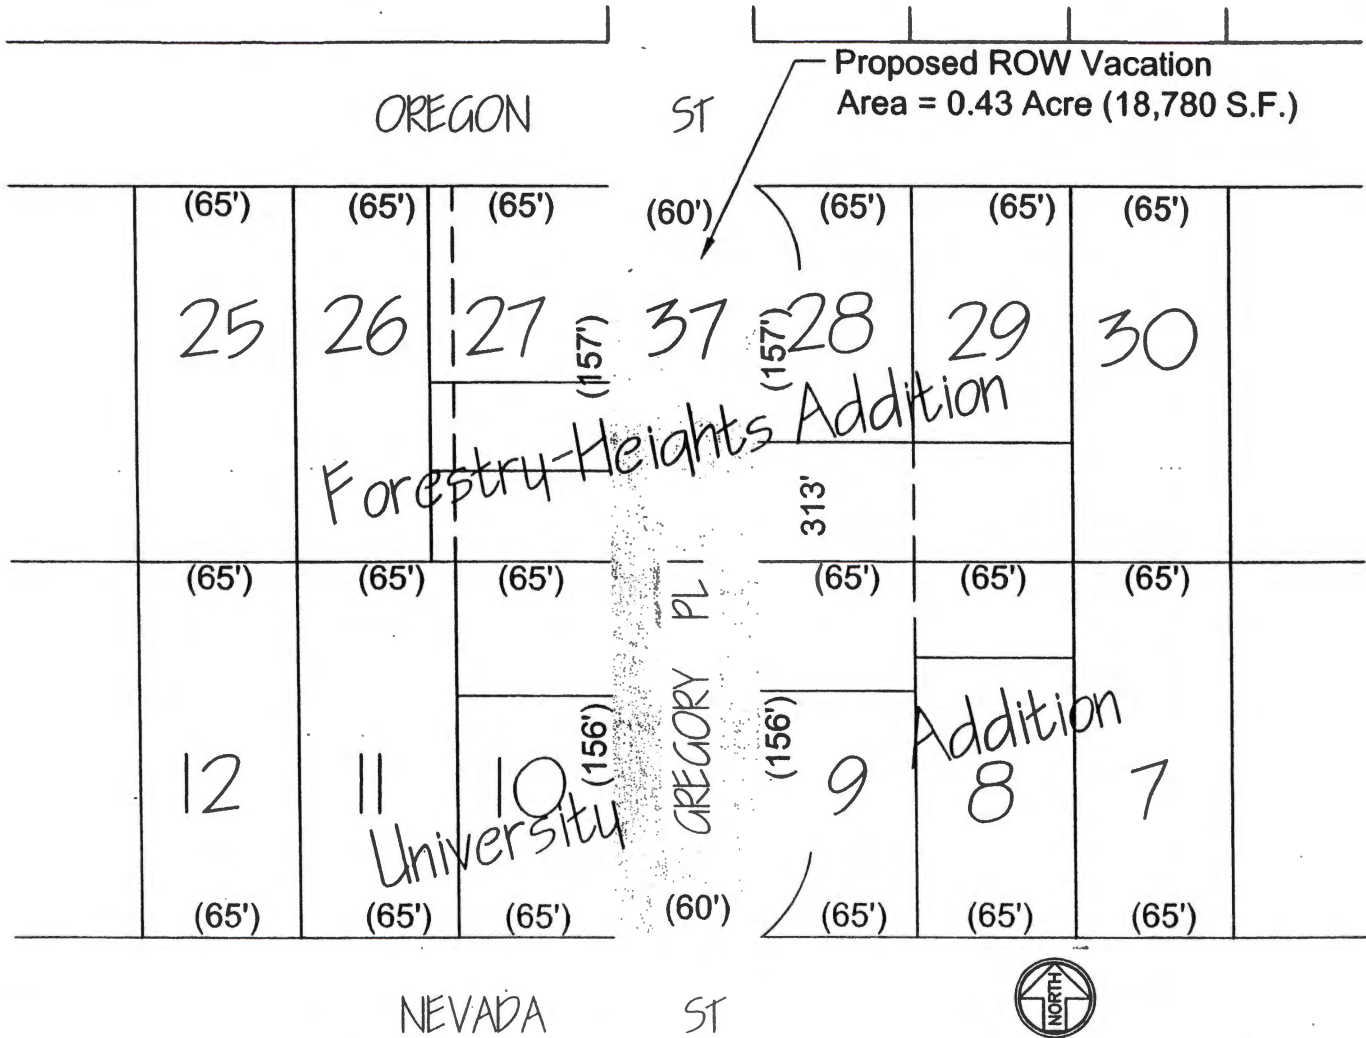 Proposed ROW Vacation
Area = 0.43 Acre (18,780 S.F.)
OREGON ST
(65') (65') (65') (60') (65') (65') (65')
25 26 27 37 28 29 30
(157') (157')
Forestry-Heights Addition
313'
(65') (65') (65') (65') (65') (65')
GREGORY PL
(156') (156')
12 11 10 9 8 7
University Addition
(65') (65') (65') (60') (65') (65') (65')
NEVADA ST
NORTH